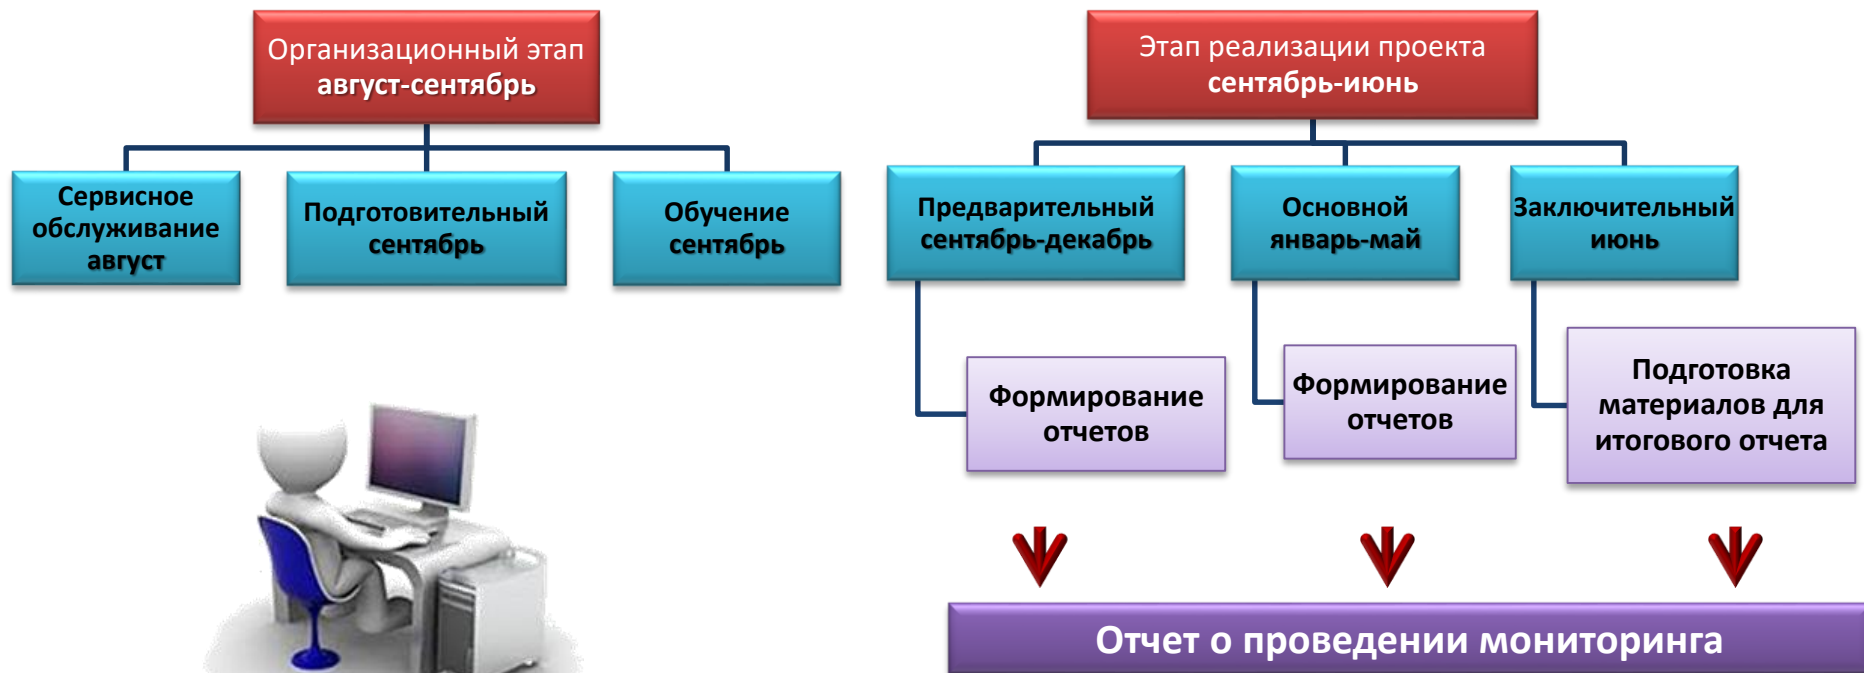 Организационный этап
август-сентябрь
Сервисное
обслуживание
август
Подготовительный
сентябрь
Обучение
сентябрь
Этап реализации проекта
сентябрь-июнь
Предварительный
сентябрь-декабрь
Основной
январь-май
Заключительный
июнь
Формирование
отчетов
Формирование
отчетов
Подготовка
материалов для
итогового отчета
Отчет о проведении мониторинга